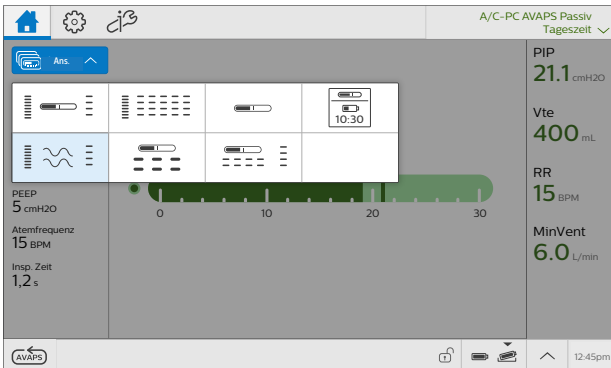 A/C-PC AVAPS Passiv
Tageszeit
Ans.
10:30
PEEP
5 cmH2O
Atemfrequenz
15 BPM
Insp. Zeit
1,2 s
0 10 20 30
PIP
21.1 cmH2O
Vte
400 mL
RR
15 BPM
MinVent
6.0 L/min
AVAPS
12:45pm